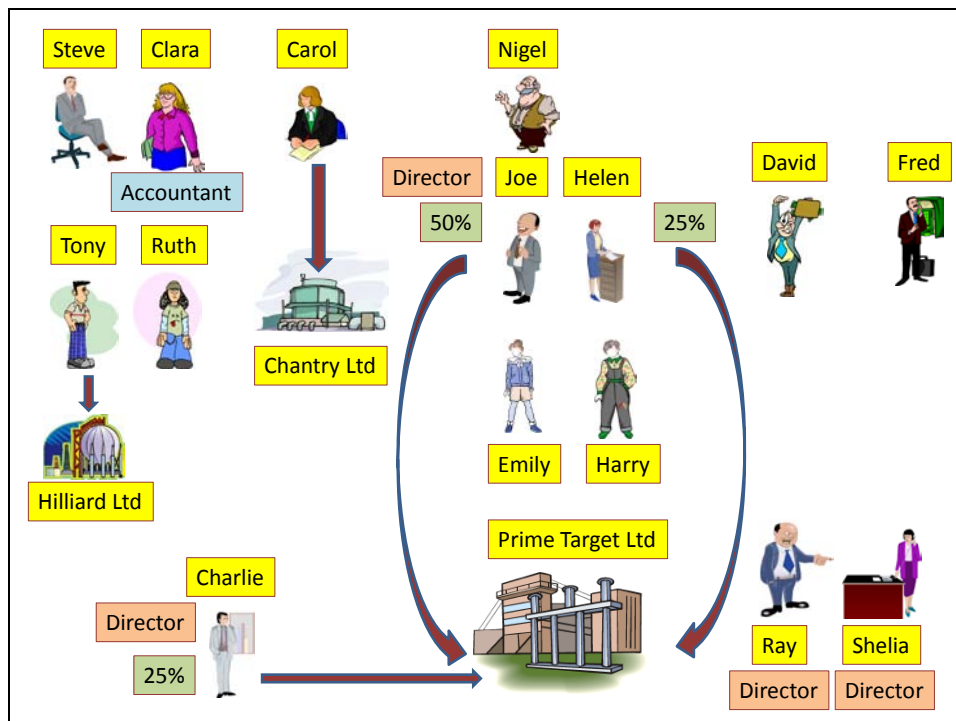 Steve
Clara
Carol
Nigel
Accountant
Director
Joe
Helen
David
Fred
50%
25%
Tony
Ruth
Chantry Ltd
Hilliard Ltd
Emily
Harry
Prime Target Ltd
Charlie
Director
25%
Ray
Shelia
Director
Director